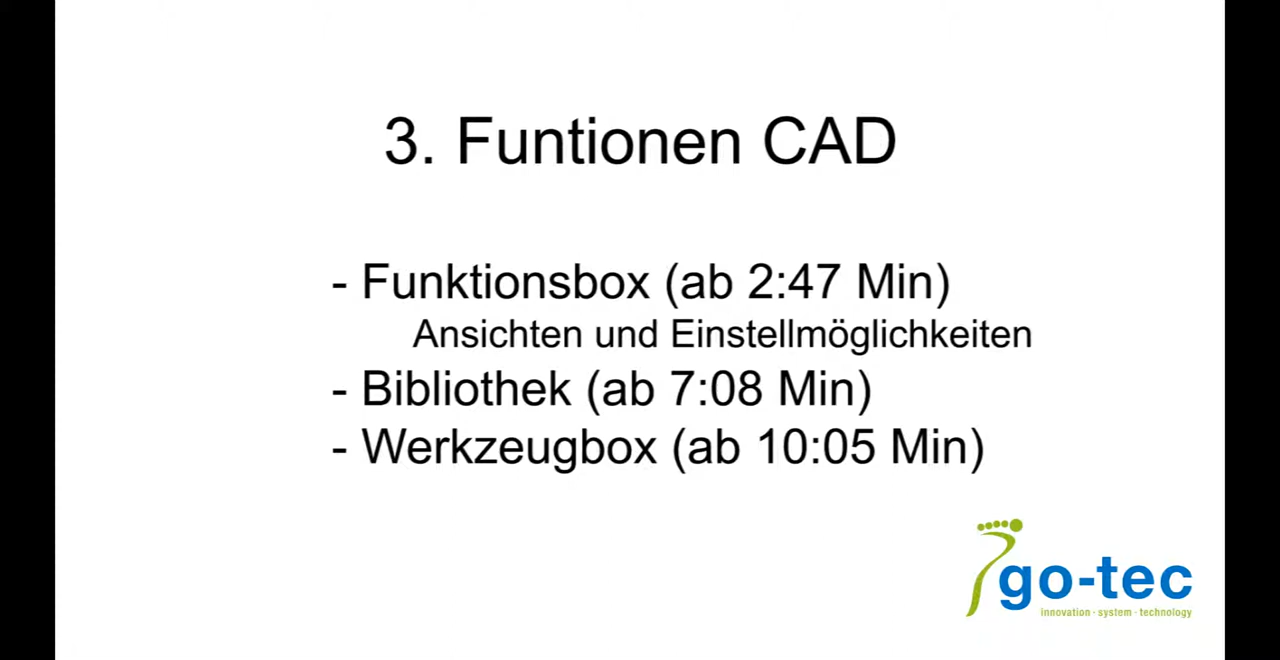 3. Funtionen CAD
- Funktionsbox (ab 2:47 Min)
Ansichten und Einstellmöglichkeiten
- Bibliothek (ab 7:08 Min)
- Werkzeugbox (ab 10:05 Min)
go-tec
innovation · system · technology